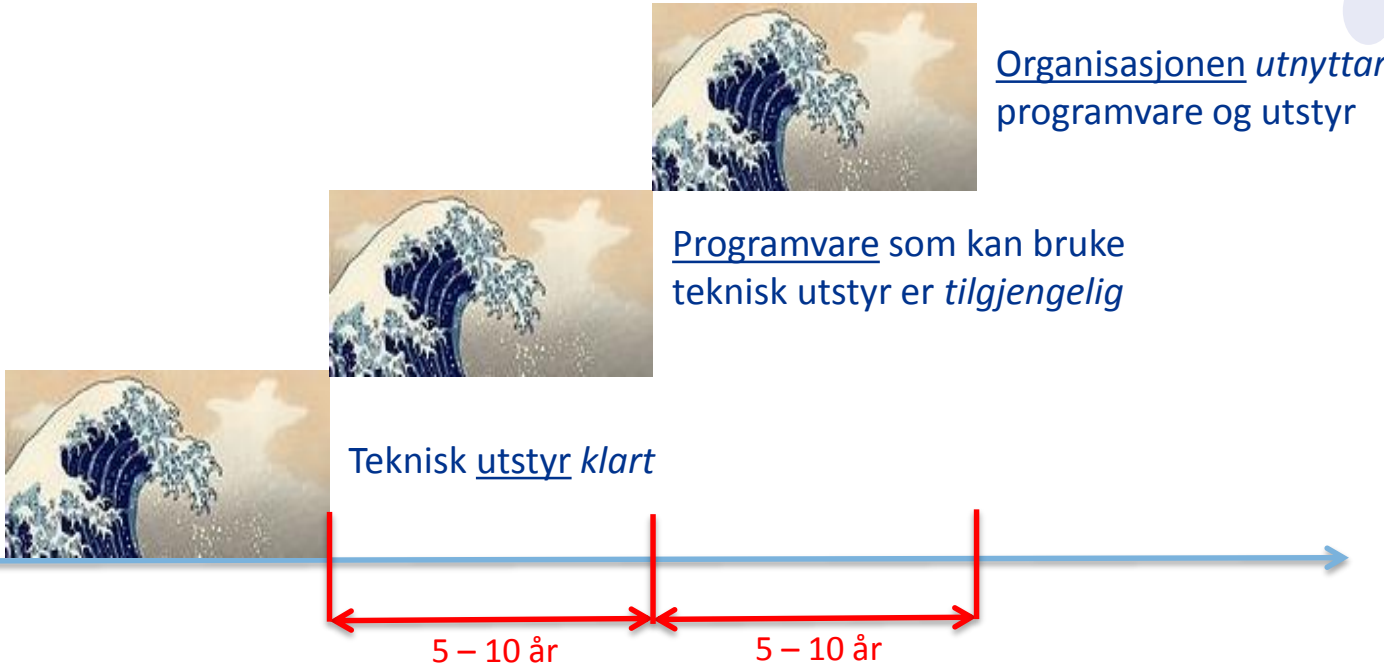 Organisasjonen utnyttar
programvare og utstyr
Programvare som kan bruke
teknisk utstyr er tilgjengelig
Teknisk utstyr klart
5 – 10 år
5 – 10 år